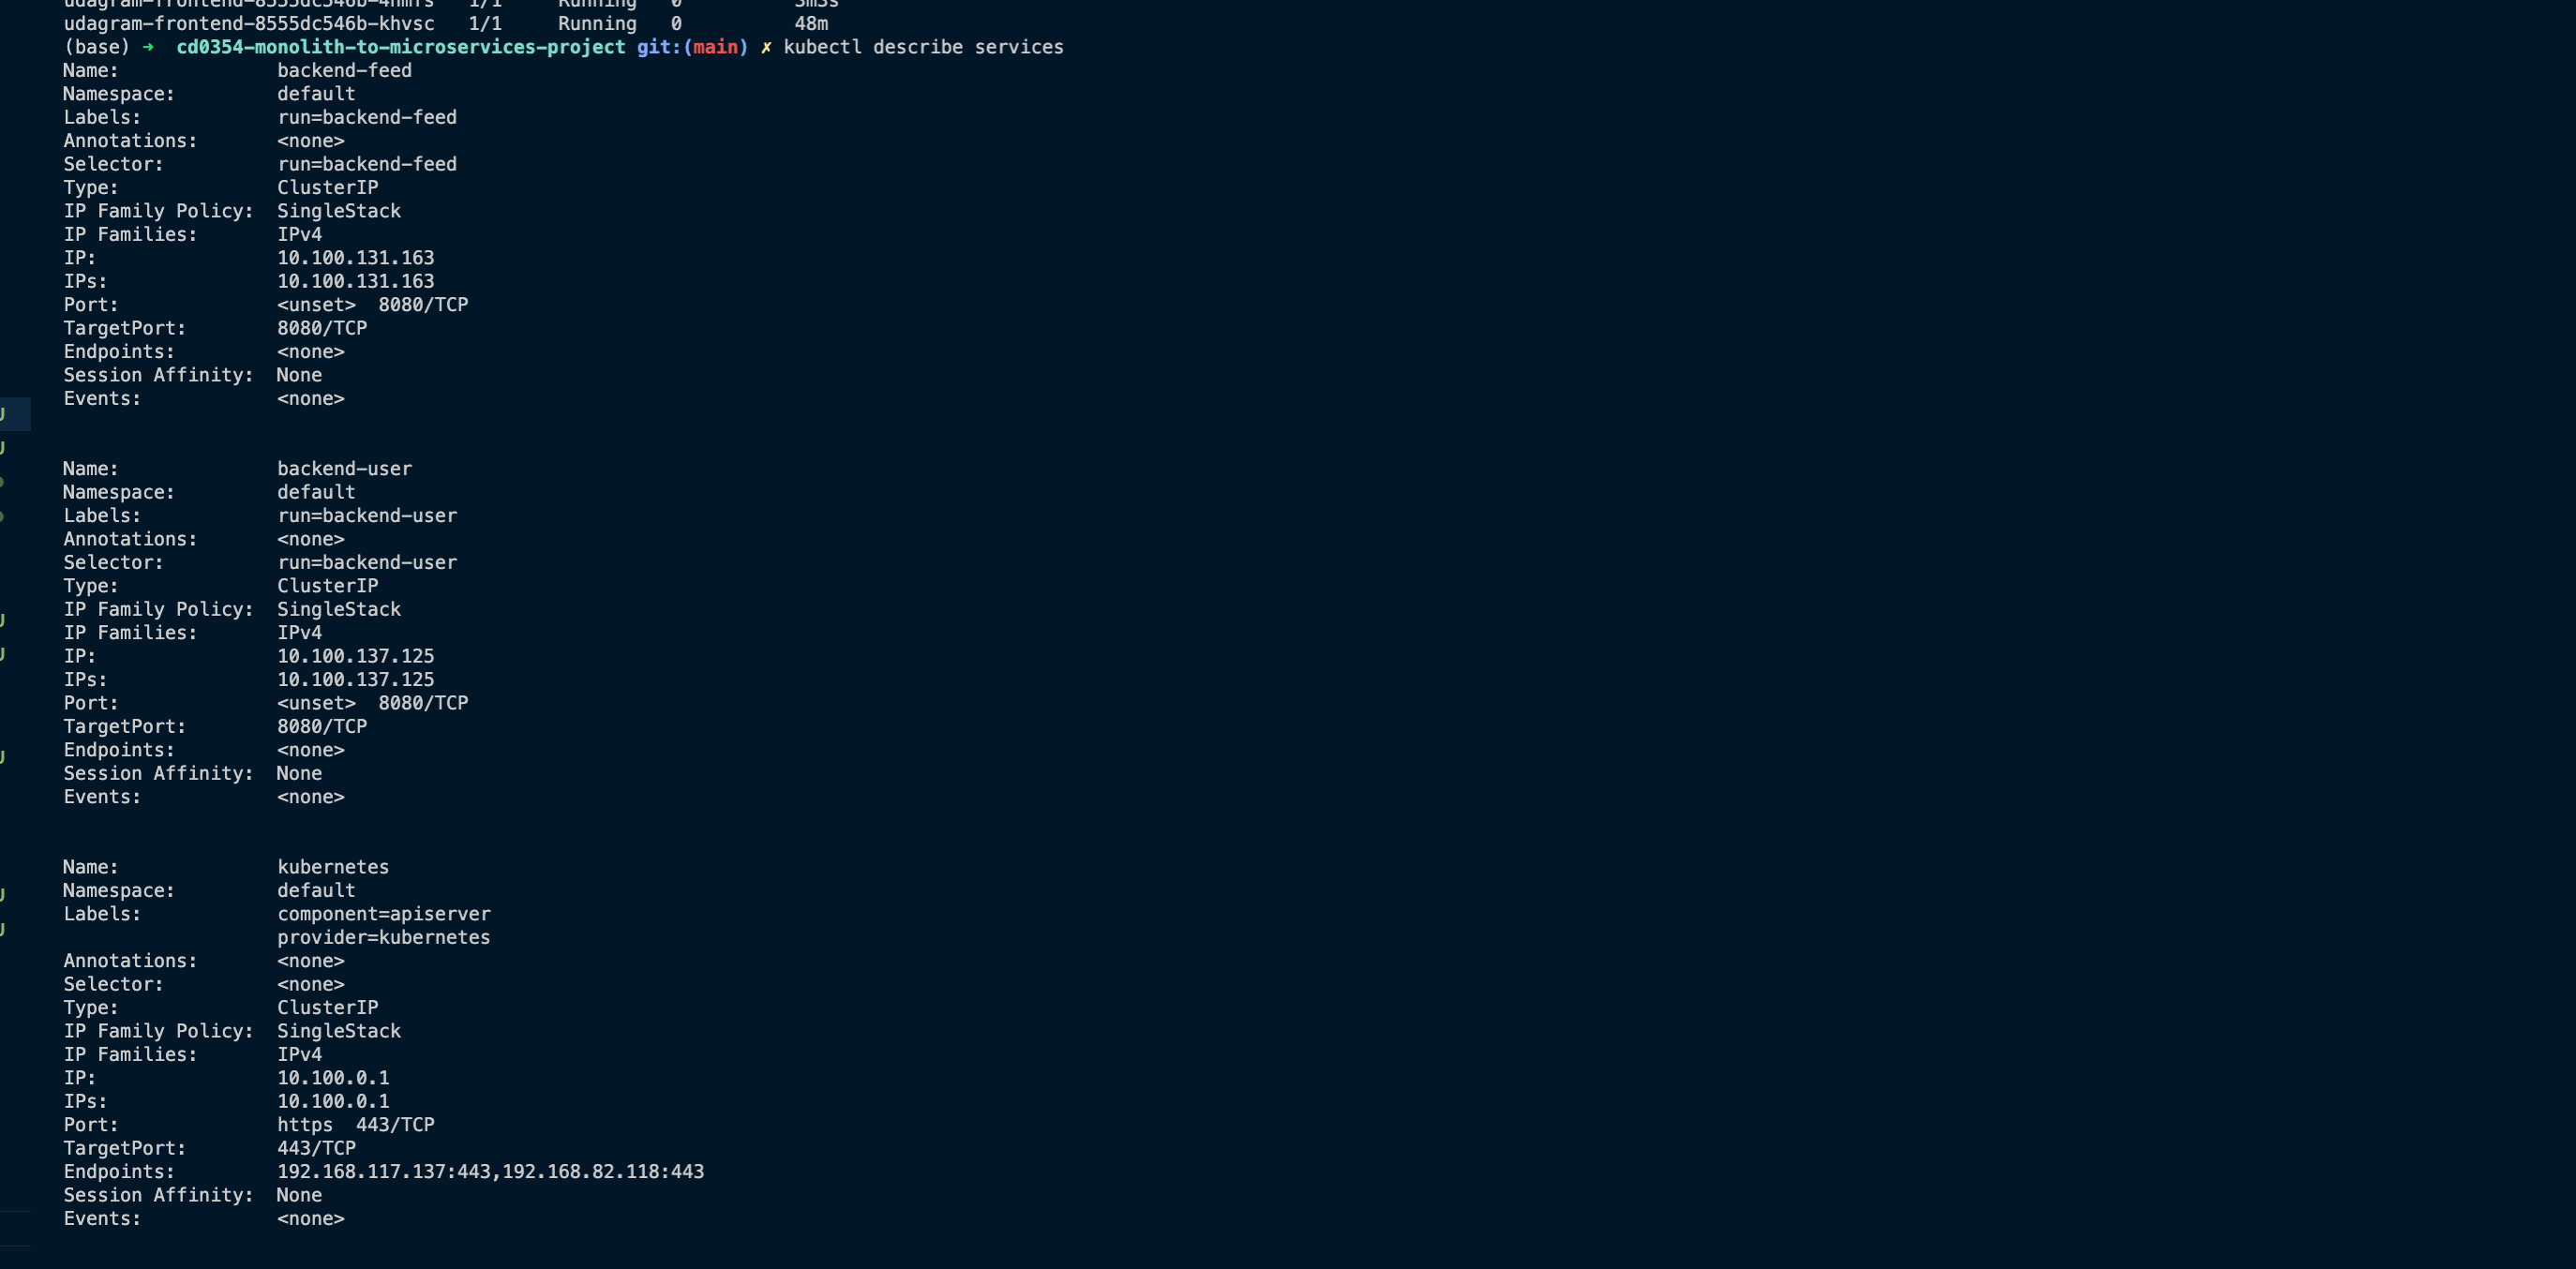 udagram-frontend-8555dc546b-4hmfs   1/1     Running   0          3m3s
udagram-frontend-8555dc546b-khvsc   1/1     Running   0          48m
(base) ➜  cd0354-monolith-to-microservices-project git:(main) ✗ kubectl describe services
Name:              backend-feed
Namespace:         default
Labels:            run=backend-feed
Annotations:       <none>
Selector:          run=backend-feed
Type:              ClusterIP
IP Family Policy:  SingleStack
IP Families:       IPv4
IP:                10.100.131.163
IPs:               10.100.131.163
Port:              <unset>  8080/TCP
TargetPort:        8080/TCP
Endpoints:         <none>
Session Affinity:  None
Events:            <none>
Name:              backend-user
Namespace:         default
Labels:            run=backend-user
Annotations:       <none>
Selector:          run=backend-user
Type:              ClusterIP
IP Family Policy:  SingleStack
IP Families:       IPv4
IP:                10.100.137.125
IPs:               10.100.137.125
Port:              <unset>  8080/TCP
TargetPort:        8080/TCP
Endpoints:         <none>
Session Affinity:  None
Events:            <none>
Name:              kubernetes
Namespace:         default
Labels:            component=apiserver
                   provider=kubernetes
Annotations:       <none>
Selector:          <none>
Type:              ClusterIP
IP Family Policy:  SingleStack
IP Families:       IPv4
IP:                10.100.0.1
IPs:               10.100.0.1
Port:              https  443/TCP
TargetPort:        443/TCP
Endpoints:         192.168.117.137:443,192.168.82.118:443
Session Affinity:  None
Events:            <none>